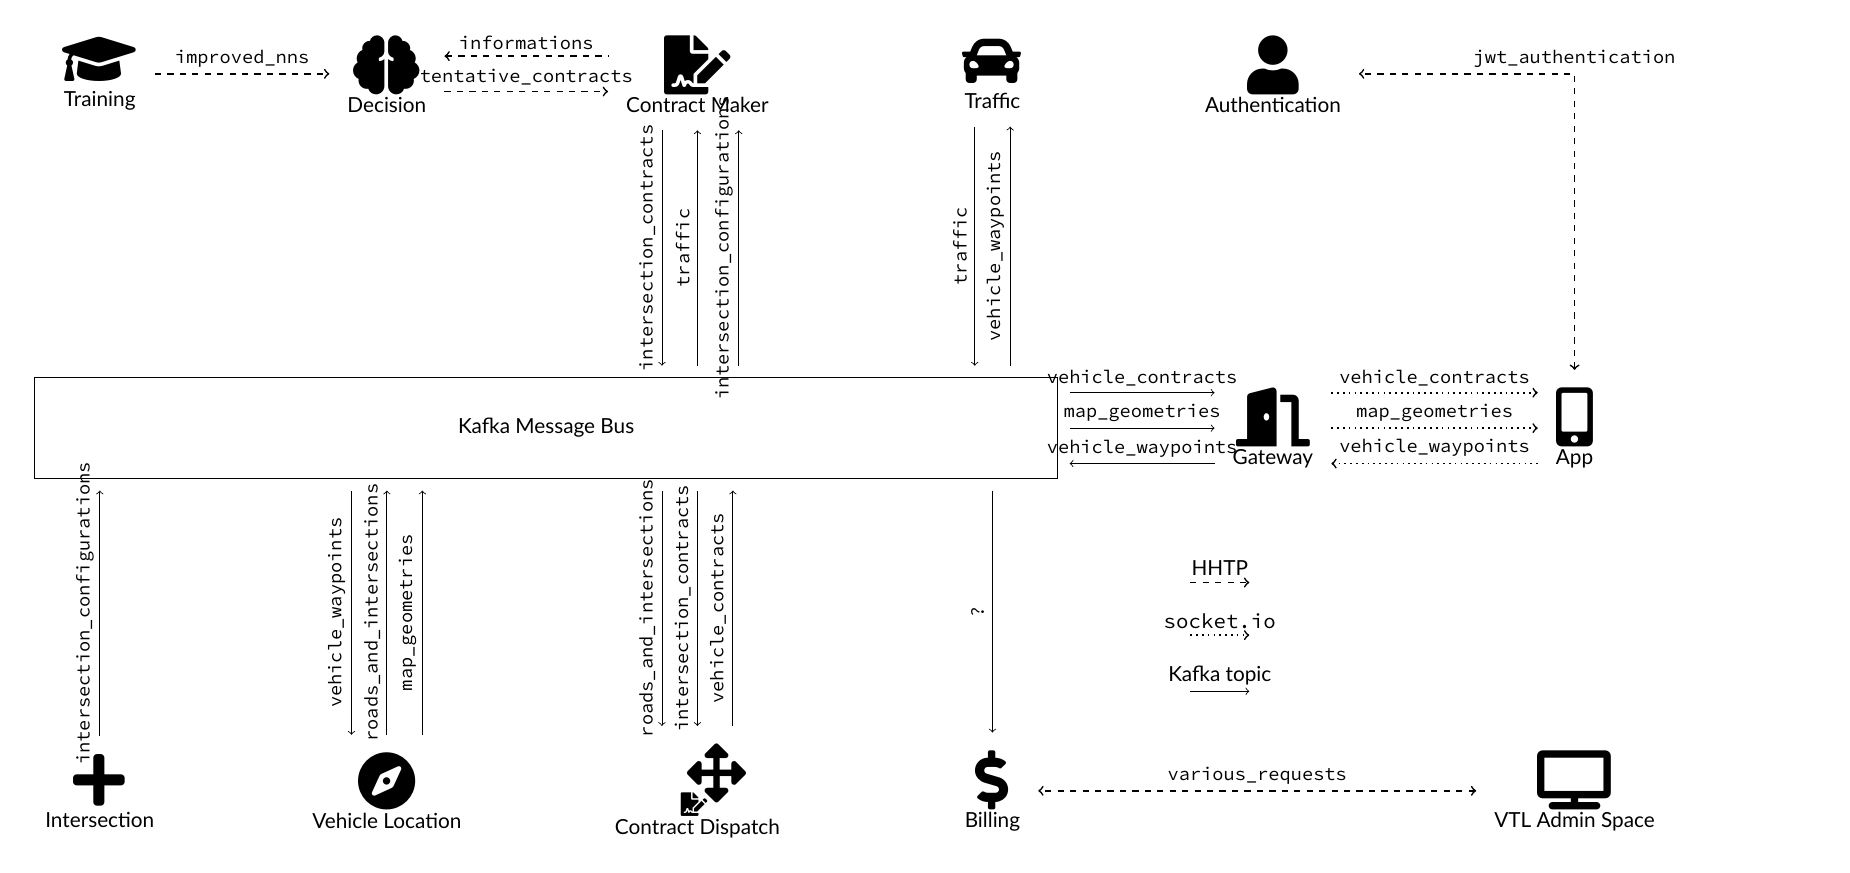 improved_nns
informations
tentative_contracts
jwt_authentication
Training
Decision
Contract Maker
Traffic
Authentication
intersection_contracts
traffic
intersection_configurations
traffic
vehicle_waypoints
Kafka Message Bus
vehicle_contracts
map_geometries
vehicle_waypoints
Gateway
vehicle_contracts
map_geometries
vehicle_waypoints
App
intersection_configurations
vehicle_waypoints
roads_and_intersections
map_geometries
roads_and_intersections
intersection_contracts
vehicle_contracts
?
HHTP
socket.io
Kafka topic
various_requests
Intersection
Vehicle Location
Contract Dispatch
Billing
VTL Admin Space